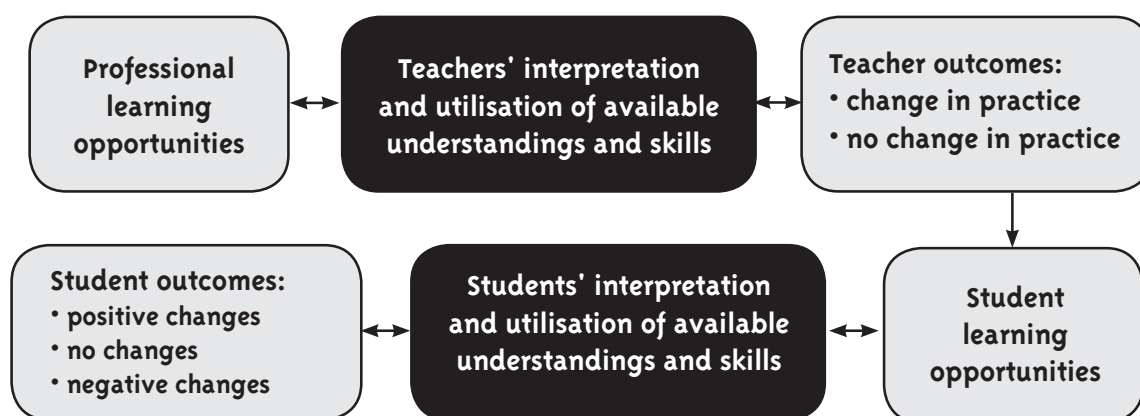 Professional
learning
opportunities
Teachers' interpretation
and utilisation of available
understandings and skills
Teacher outcomes:
• change in practice
• no change in practice
Student outcomes:
• positive changes
• no changes
• negative changes
Students' interpretation
and utilisation of available
understandings and skills
Student
learning
opportunities